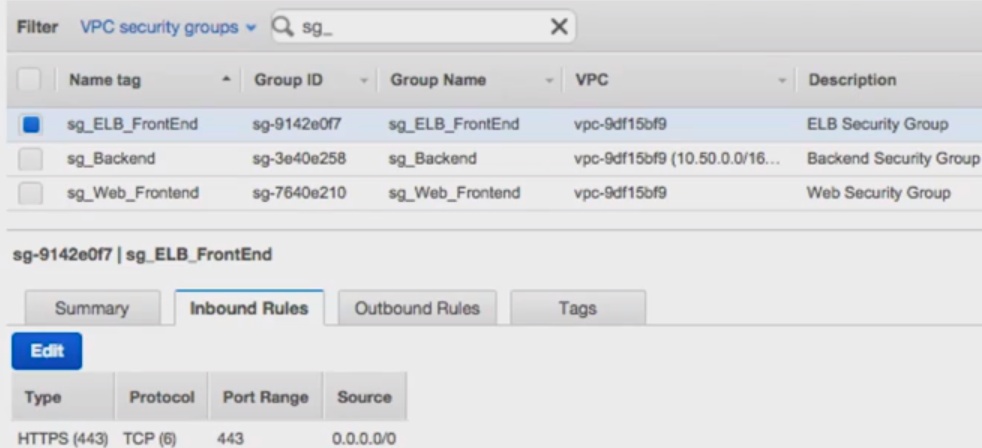 Filter VPC security groups sg_
Name tag Group ID Group Name VPC Description
sg_ELB_FrontEnd sg-9142e0f7 sg_ELB_FrontEnd vpc-9df15bf9 ELB Security Group
sg_Backend sg-3e40e258 sg_Backend vpc-9df15bf9 (10.50.0.0/16... Backend Security Group
sg_Web_Frontend sg-7640e210 sg_Web_Frontend vpc-9df15bf9 Web Security Group
sg-9142e0f7 | sg_ELB_FrontEnd
Summary Inbound Rules Outbound Rules Tags
Edit
Type Protocol Port Range Source
HTTPS (443) TCP (6) 443 0.0.0.0/0